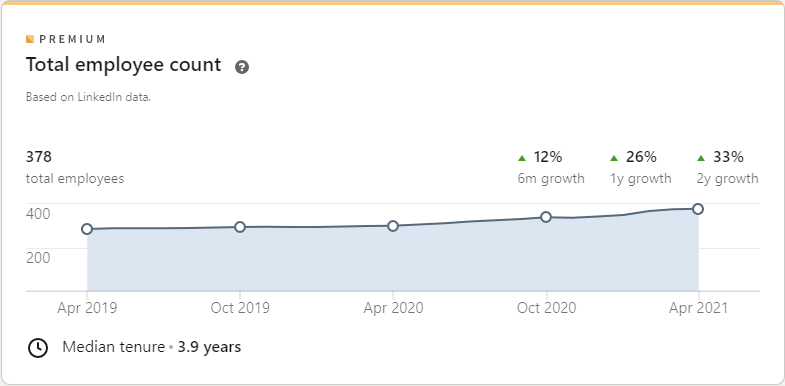 PREMIUM
Total employee count ?
Based on LinkedIn data.
378
total employees
12%
6m growth
26%
1y growth
33%
2y growth
400
200
Apr 2019 Oct 2019 Apr 2020 Oct 2020 Apr 2021
Median tenure • 3.9 years